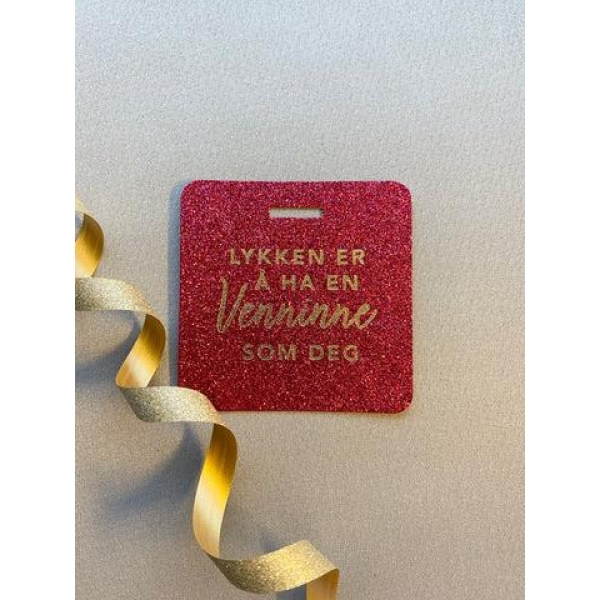 LYKKEN ER
Å HA EN
Venninne
SOM DEG